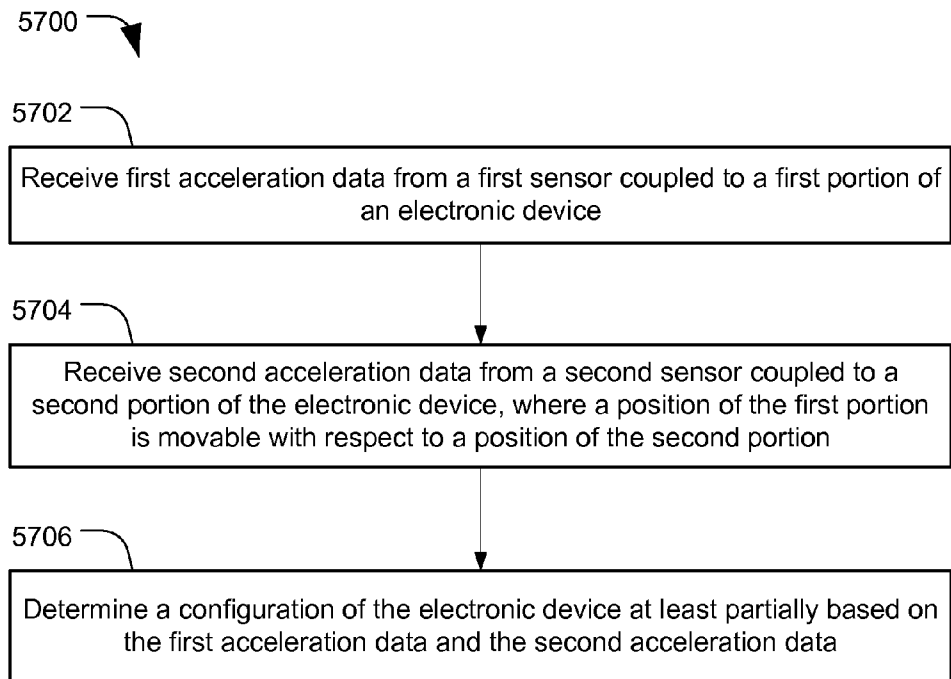 5700
5702
Receive first acceleration data from a first sensor coupled to a first portion of
an electronic device
5704
Receive second acceleration data from a second sensor coupled to a
second portion of the electronic device, where a position of the first portion
is movable with respect to a position of the second portion
5706
Determine a configuration of the electronic device at least partially based on
the first acceleration data and the second acceleration data